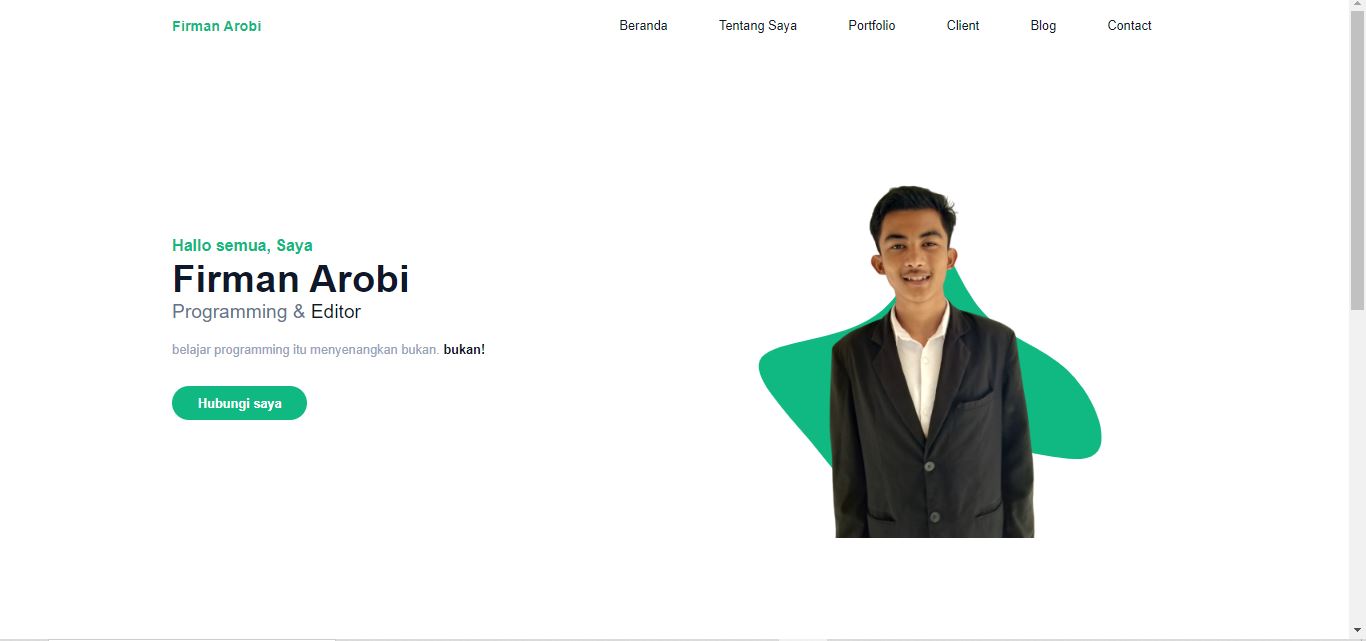 Firman Arobi
Beranda Tentang Saya Portfolio Client Blog Contact
Hallo semua, Saya
Firman Arobi
Programming & Editor
belajar programming itu menyenangkan bukan. bukan!
Hubungi saya